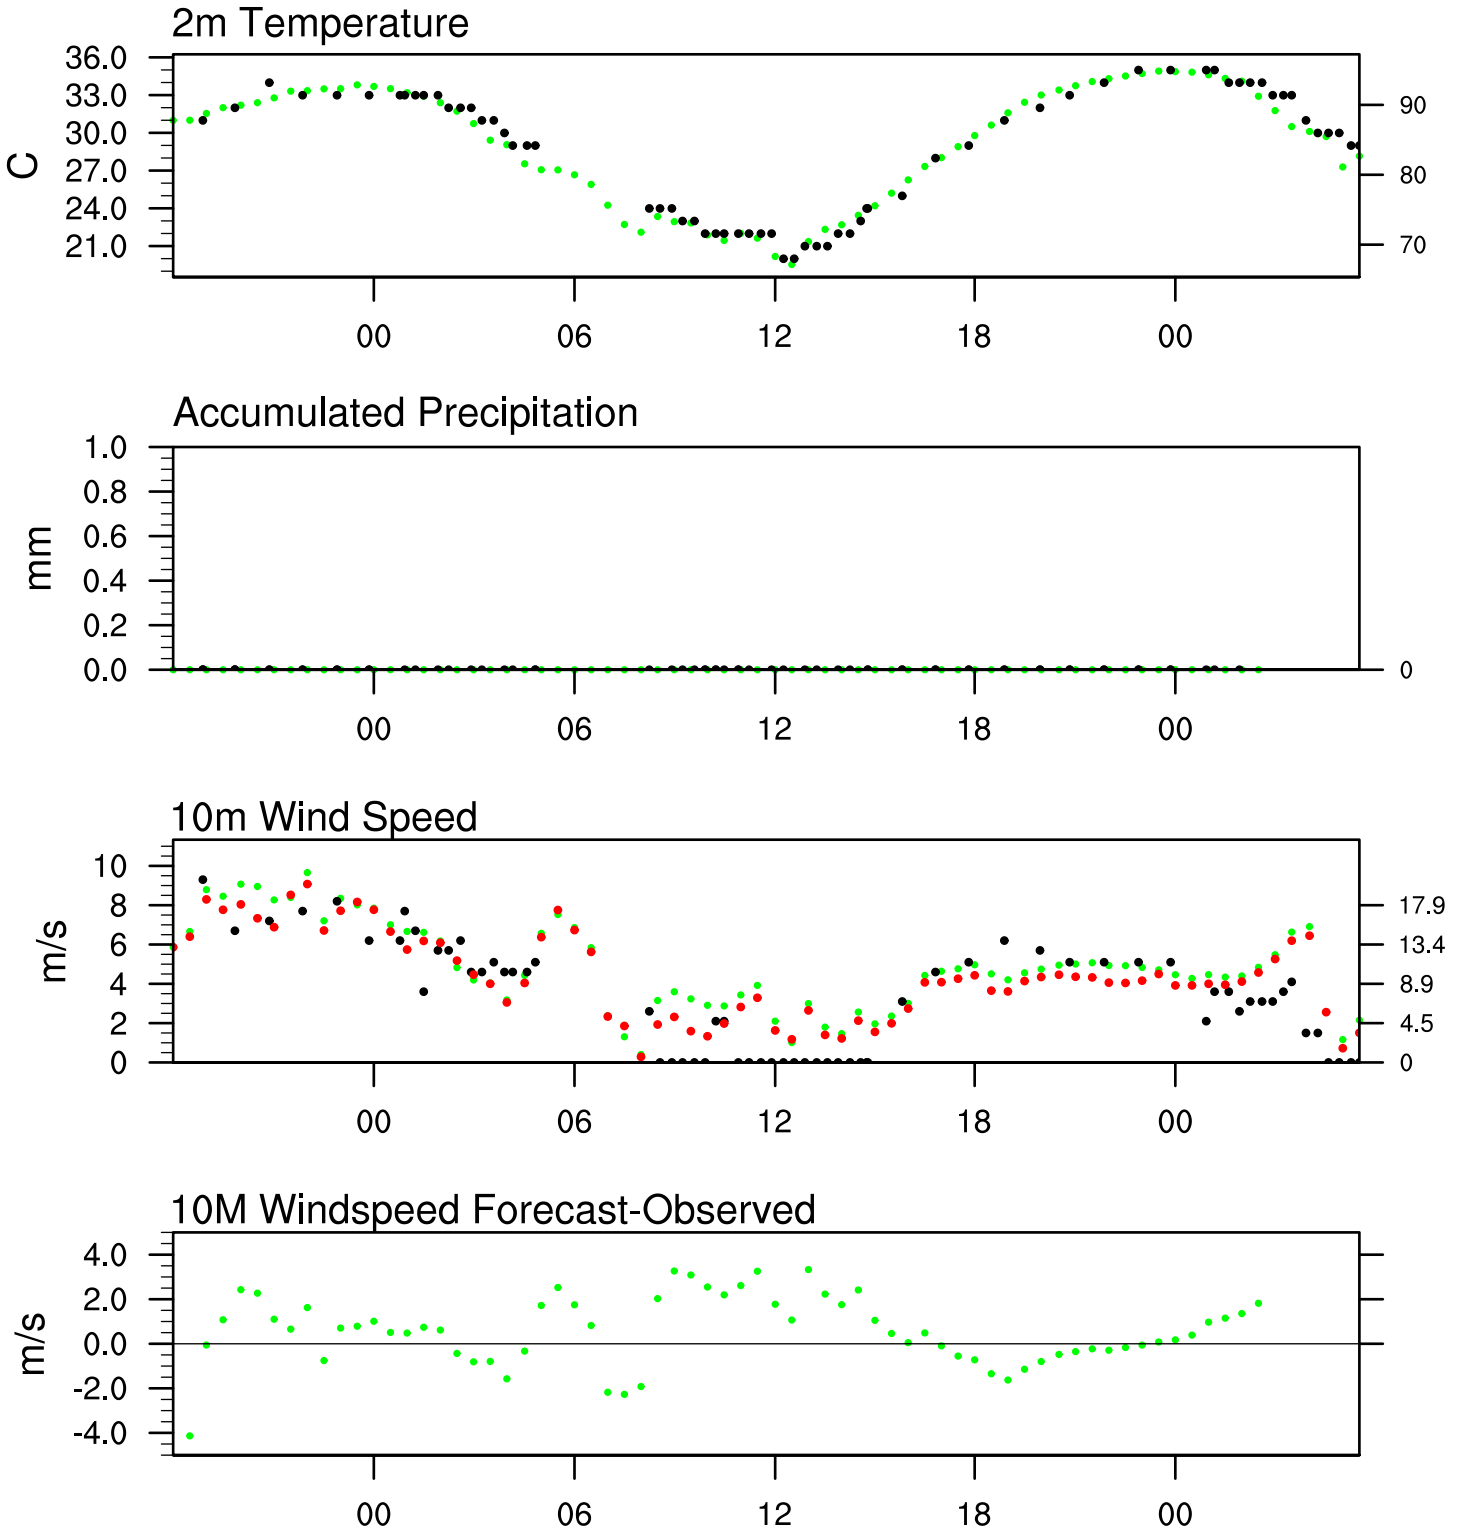 2m Temperature
36.0
33.0
30.0
27.0
24.0
21.0
C
90
80
70
00 06 12 18 00
Accumulated Precipitation
1.0
0.8
0.6
0.4
0.2
0.0
mm
0
00 06 12 18 00
10m Wind Speed
10
8
6
4
2
0
m/s
17.9
13.4
8.9
4.5
0
00 06 12 18 00
10M Windspeed Forecast-Observed
4.0
2.0
0.0
-2.0
-4.0
m/s
00 06 12 18 00